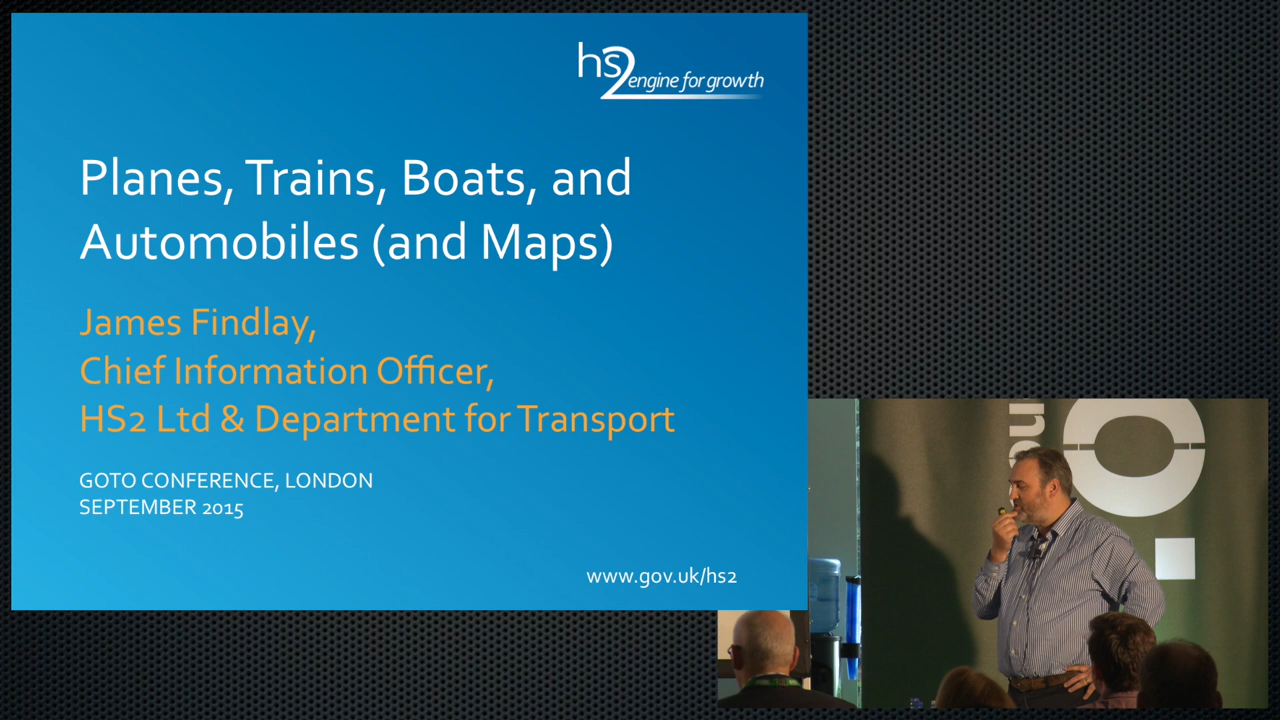 hs2 engine for growth
Planes, Trains, Boats, and
Automobiles (and Maps)
James Findlay,
Chief Information Officer,
HS2 Ltd & Department for Transport
GOTO CONFERENCE, LONDON
SEPTEMBER 2015
www.gov.uk/hs2